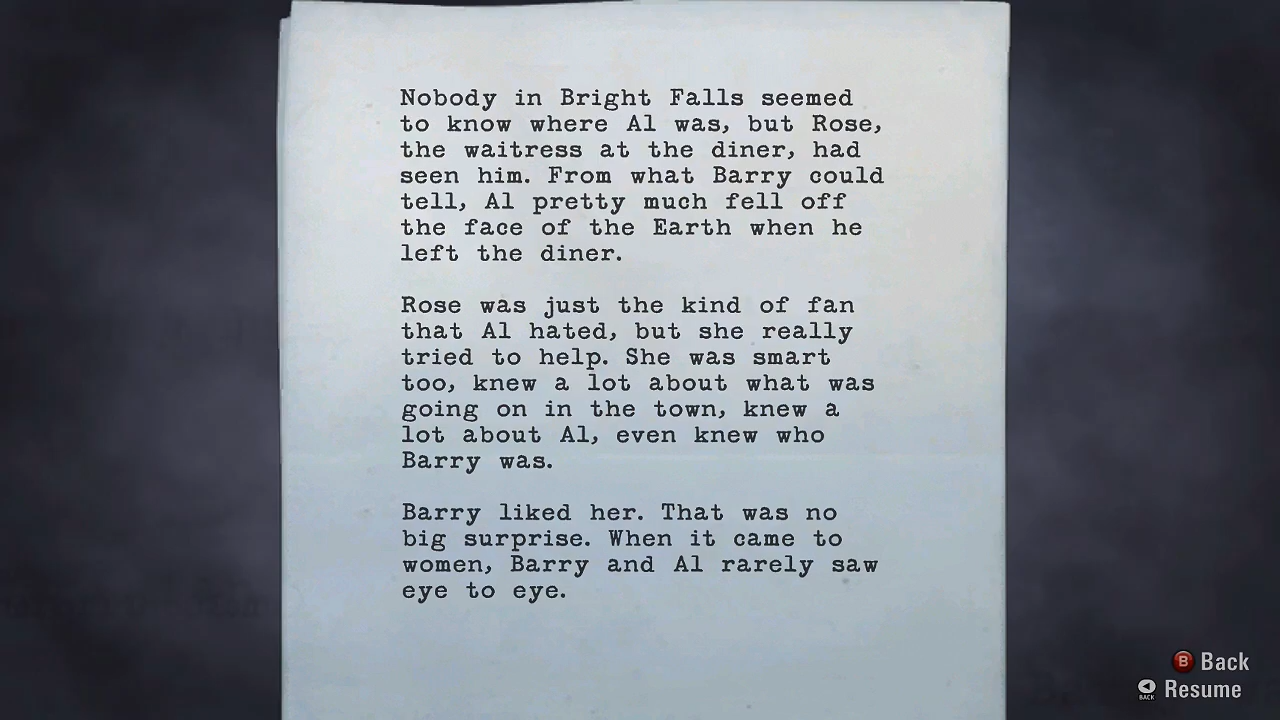 Nobody in Bright Falls seemed
to know where Al was, but Rose,
the waitress at the diner, had
seen him. From what Barry could
tell, Al pretty much fell off
the face of the Earth when he
left the diner.
Rose was just the kind of fan
that Al hated, but she really
tried to help. She was smart
too, knew a lot about what was
going on in the town, knew a
lot about Al, even knew who
Barry was.
Barry liked her. That was no
big surprise. When it came to
women, Barry and Al rarely saw
eye to eye.
B Back
BACK Resume